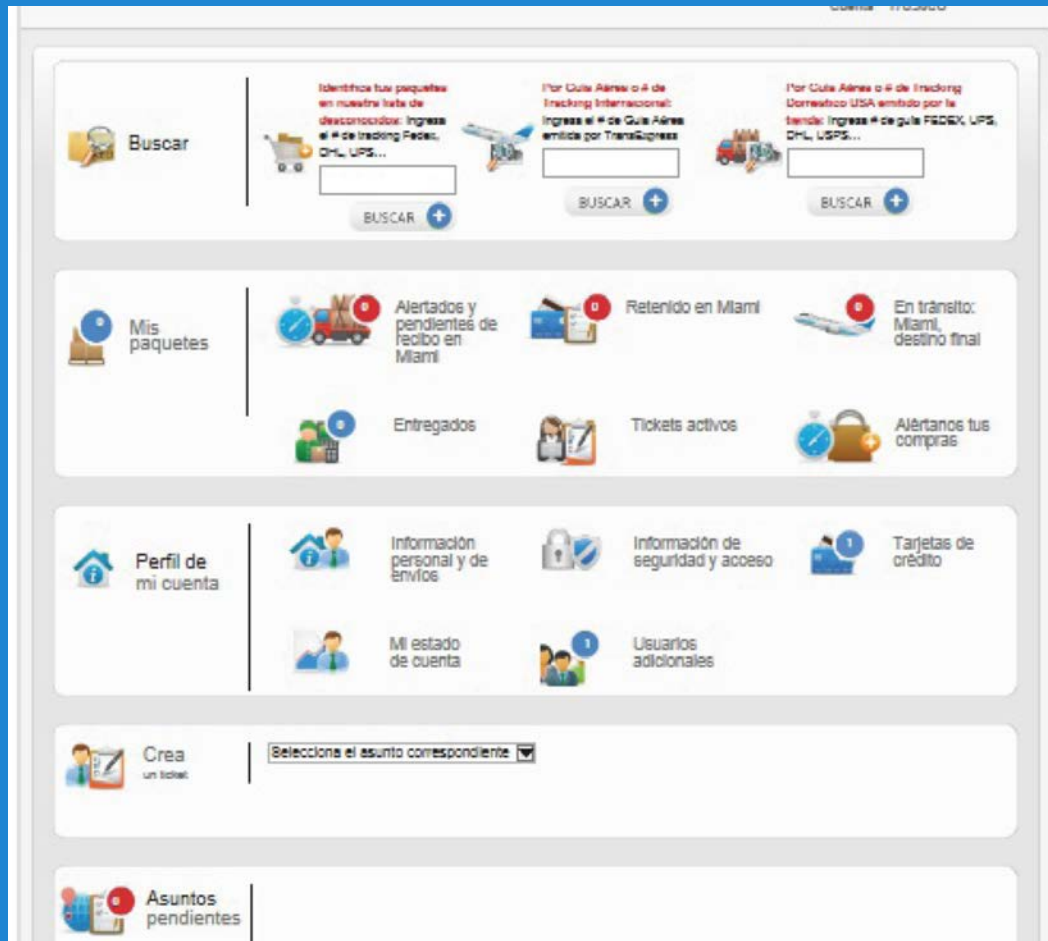 Cuenta
Buscar
Identifica tus paquetes
en nuestra lista de
desconocidos: Ingresa
el # de tracking Fedex,
DHL, UPS...
BUSCAR
Por Guía Aérea o # de
Tracking Internacional:
Ingresa el # de Guía Aérea
emitida por TransExpress
BUSCAR
Por Guía Aérea o # de Tracking
Domestico USA emitido por la
tienda: Ingresa # de guía FEDEX, UPS,
DHL, USPS...
BUSCAR
Mis
paquetes
0
Alertados y
pendientes de
recibo en
Miami
0
Retenido en Miami
0
En tránsito:
Miami,
destino final
0
Entregados
Tickets activos
Alértanos tus
compras
Perfil de
mi cuenta
Información
personal y de
envíos
Información de
seguridad y acceso
1
Tarjetas de
crédito
Mi estado
de cuenta
1
Usuarios
adicionales
Crea
un ticket
Selecciona el asunto correspondiente
0
Asuntos
pendientes